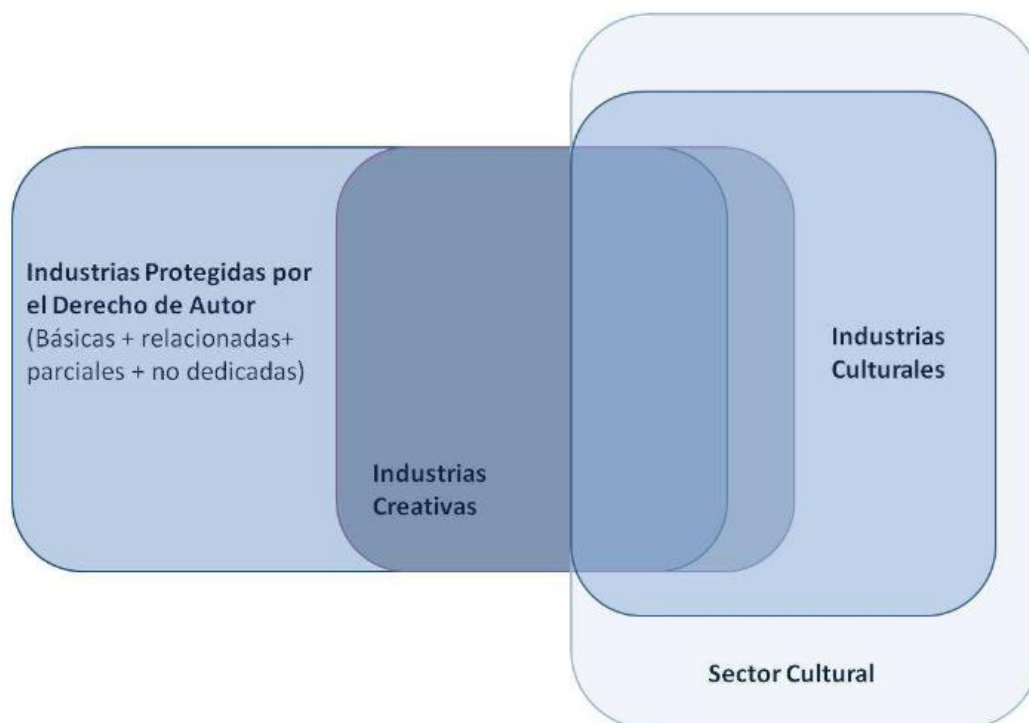 Industrias Protegidas por
el Derecho de Autor
(Básicas + relacionadas+
parciales + no dedicadas)
Industrias
Creativas
Industrias
Culturales
Sector Cultural